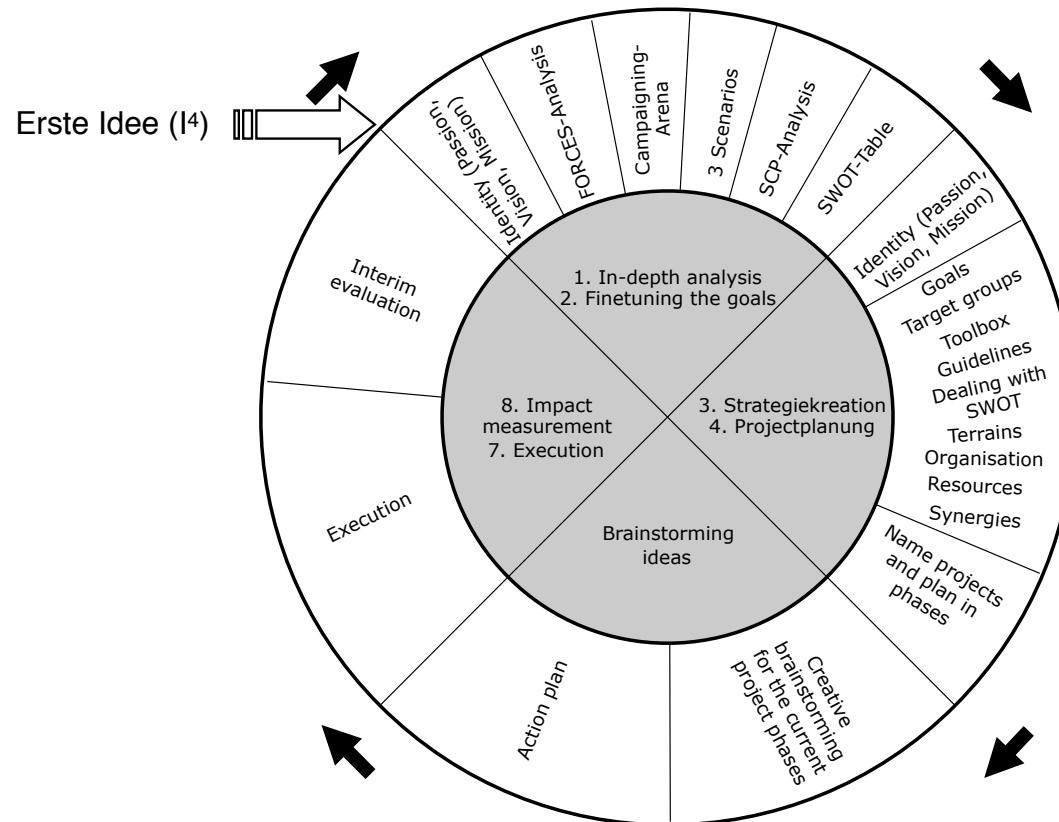 Erste Idee (I⁴)
Identity (Passion,
Vision, Mission)
FORCES-Analysis
Campaigning-
Arena
3 Scenarios
SCP-Analysis
SWOT-Table
Identity (Passion,
Vision, Mission)
Goals
Target groups
Toolbox
Guidelines
Dealing with
SWOT
Terrains
Organisation
Resources
Synergies
Name projects
and plan in
phases
Creative
brainstorming
for the current
project phases
Action plan
Execution
Interim
evaluation
1. In-depth analysis
2. Finetuning the goals
3. Strategiekreation
4. Projectplanung
Brainstorming
ideas
8. Impact
measurement
7. Execution